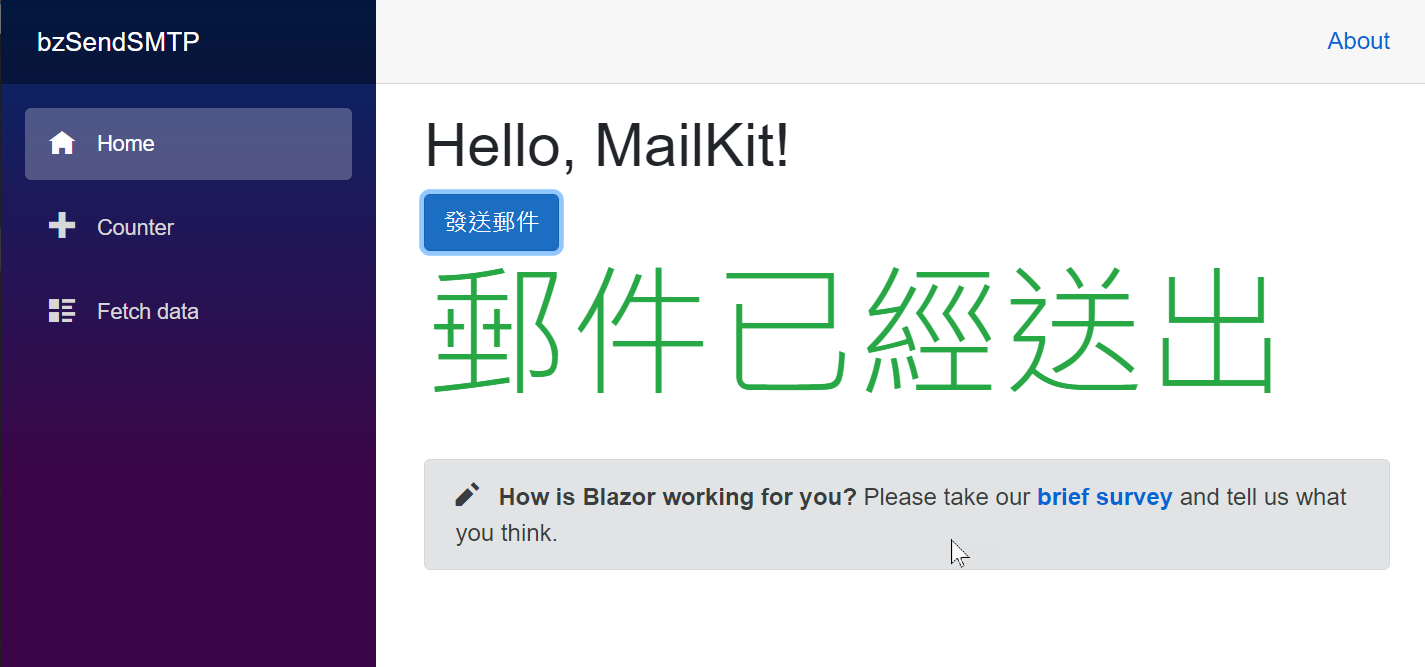 bzSendSMTP
About
Home
Counter
Fetch data
Hello, MailKit!
發送郵件
郵件已經送出
How is Blazor working for you? Please take our brief survey and tell us what
you think.